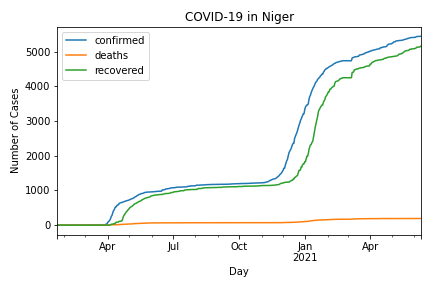 COVID-19 in Niger
confirmed
deaths
recovered
Number of Cases
5000
4000
3000
2000
1000
0
Apr
Jul
Oct
Jan
2021
Apr
Day